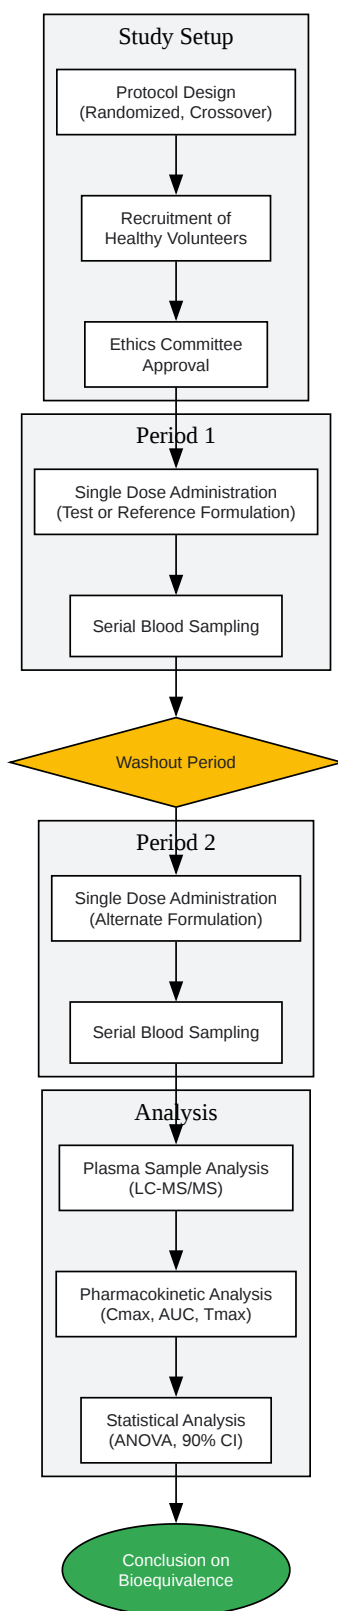 Study Setup
Protocol Design
(Randomized, Crossover)
Recruitment of
Healthy Volunteers
Ethics Committee
Approval
Period 1
Single Dose Administration
(Test or Reference Formulation)
Serial Blood Sampling
Washout Period
Period 2
Single Dose Administration
(Alternate Formulation)
Serial Blood Sampling
Analysis
Plasma Sample Analysis
(LC-MS/MS)
Pharmacokinetic Analysis
(Cmax, AUC, Tmax)
Statistical Analysis
(ANOVA, 90% CI)
Conclusion on
Bioequivalence